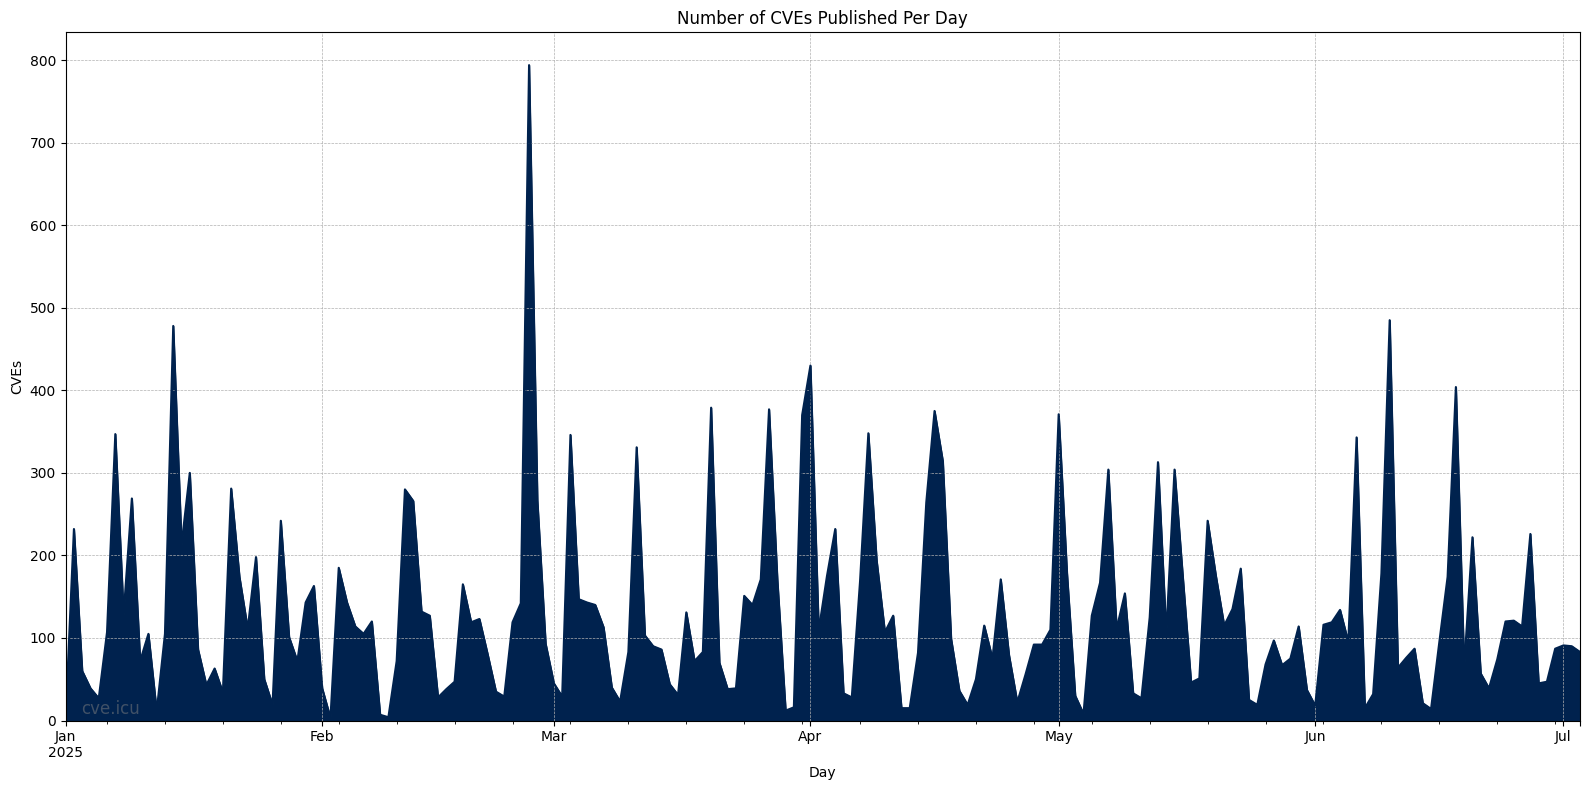 Number of CVEs Published Per Day
800
700
600
500
400
300
200
100
0
CVEs
cve.icu
Jan Feb Mar Apr May Jun Jul
2025
Day